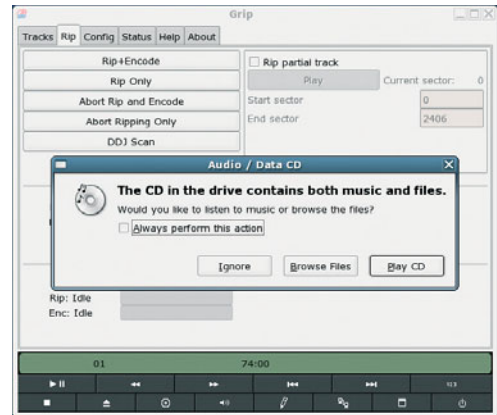 Grip
Tracks Rip Config Status Help About
Rip+Encode
Rip Only
Abort Rip and Encode
Abort Ripping Only
DDJ Scan
Rip partial track
Play Current sector: 0
Start sector 0
End sector 2406
Audio / Data CD
The CD in the drive contains both music and files.
Would you like to listen to music or browse the files?
Always perform this action
Ignore Browse Files Play CD
Rip: Idle
Enc: Idle
01 74:00